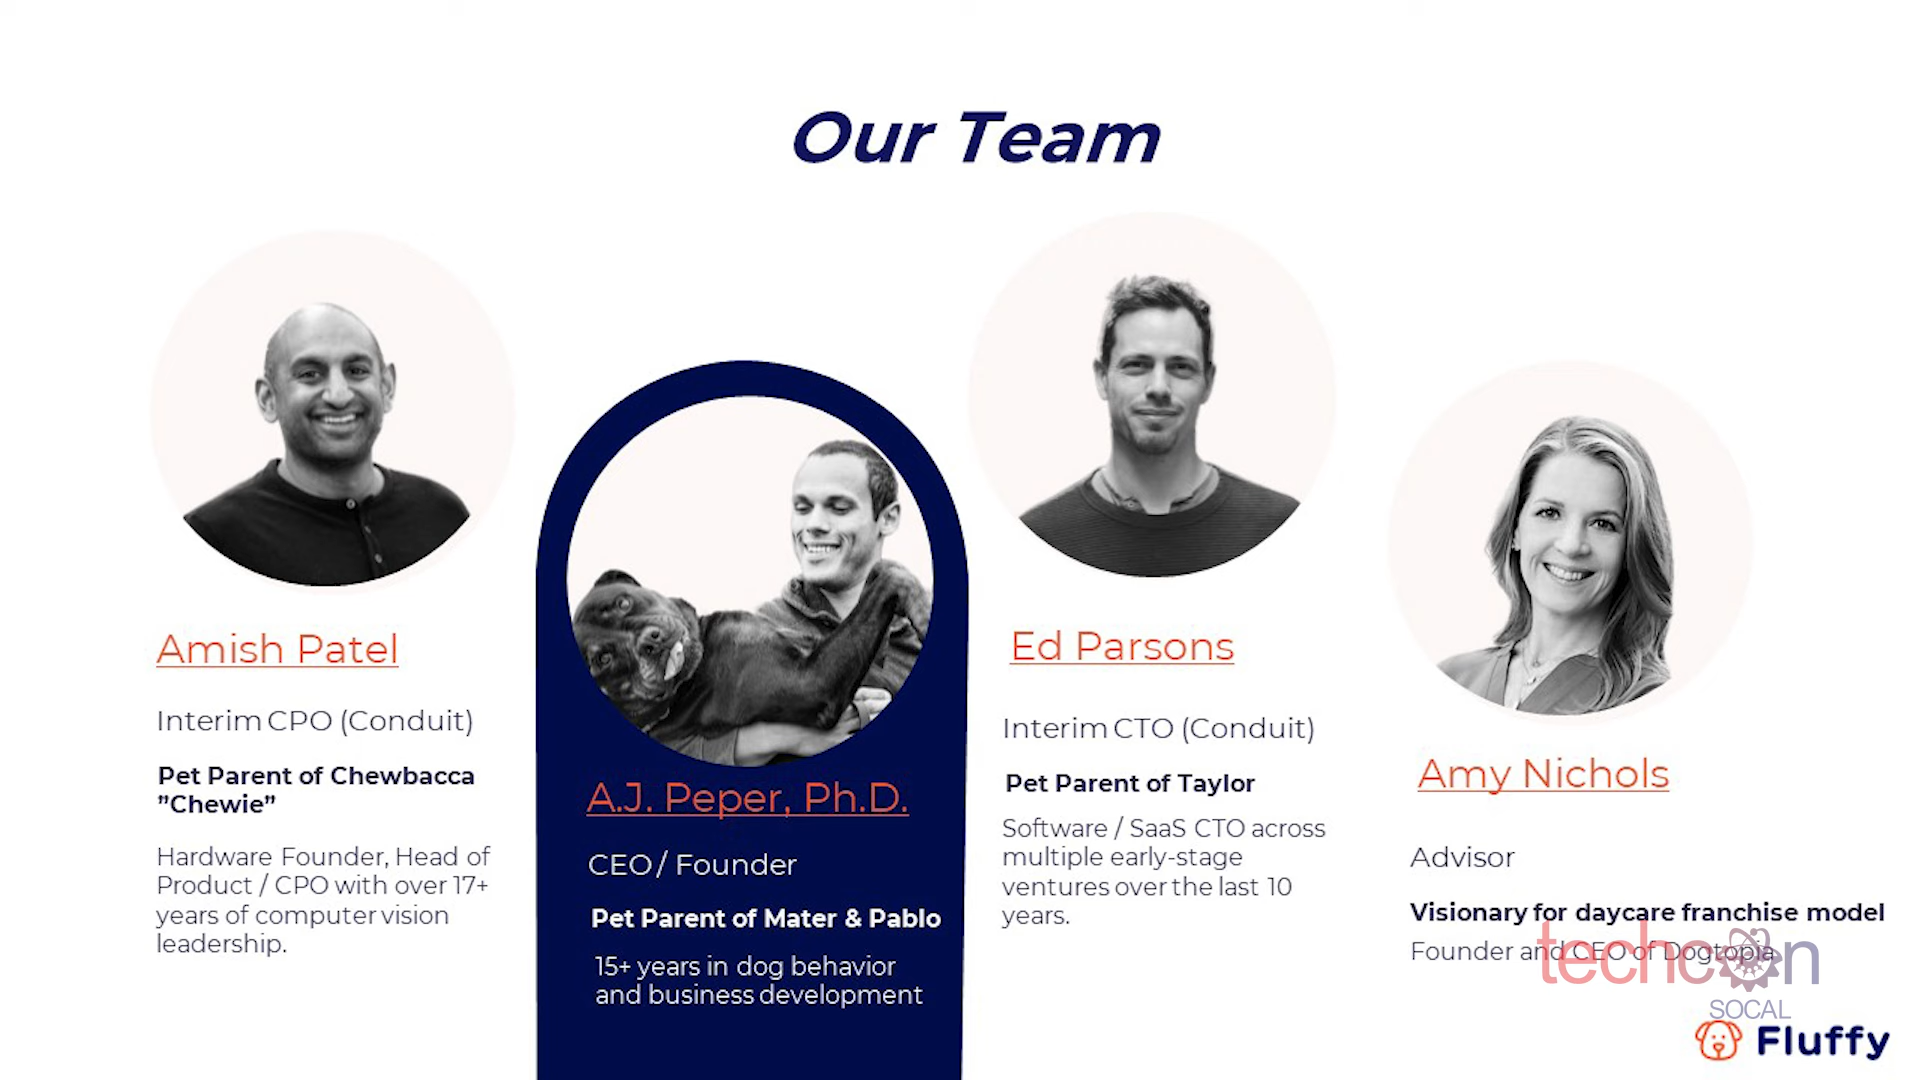 Our Team
Amish Patel
Interim CPO (Conduit)
Pet Parent of Chewbacca
”Chewie”
Hardware Founder, Head of
Product / CPO with over 17+
years of computer vision
leadership.
A.J. Peper, Ph.D.
CEO / Founder
Pet Parent of Mater & Pablo
15+ years in dog behavior
and business development
Ed Parsons
Interim CTO (Conduit)
Pet Parent of Taylor
Software / SaaS CTO across
multiple early-stage
ventures over the last 10
years.
Amy Nichols
Advisor
Visionary for daycare franchise model
Founder and CEO of Dogtopia
techcon
SOCAL
Fluffy